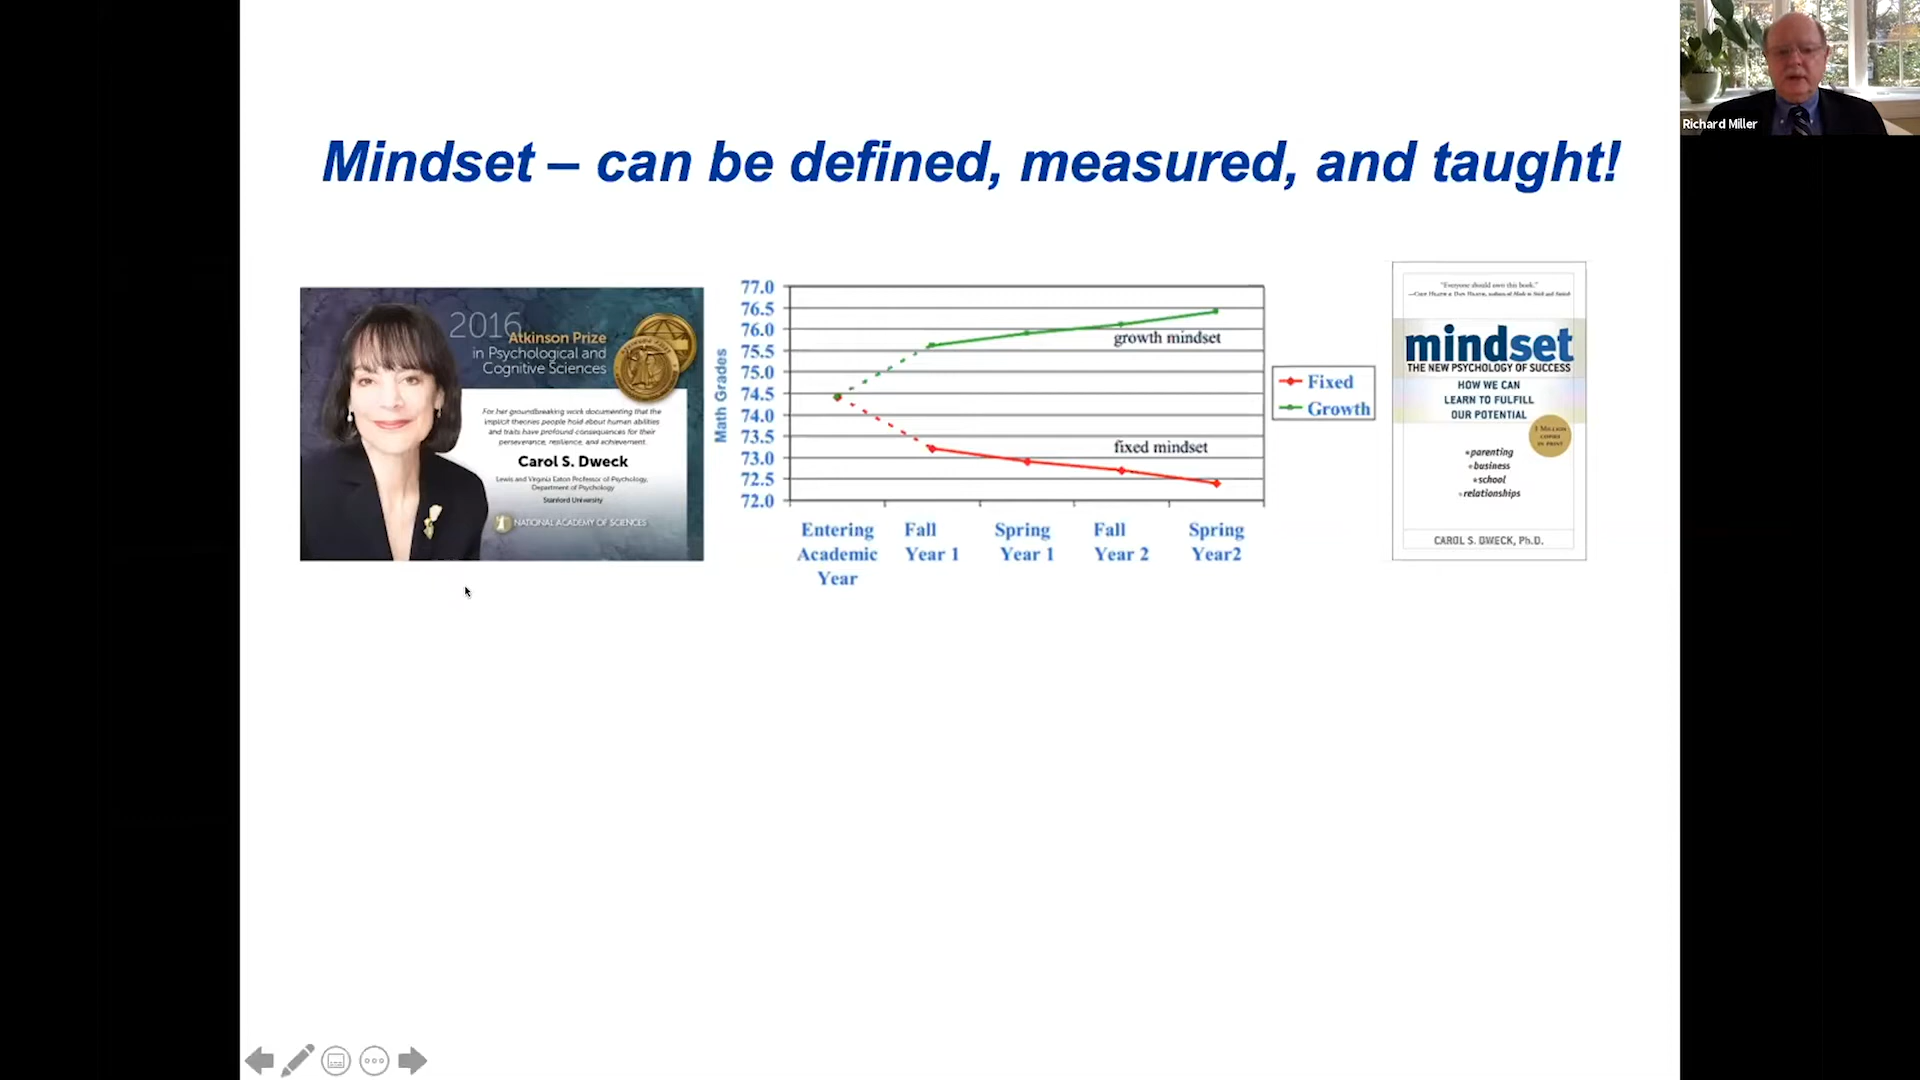 Richard Miller
Mindset – can be defined, measured, and taught!
2016
Atkinson Prize
in Psychological and
Cognitive Sciences
For her groundbreaking work documenting that the
implicit theories people hold about human abilities
and traits have profound consequences for their
perseverance, resilience, and achievement.
Carol S. Dweck
Lewis and Virginia Eaton Professor of Psychology,
Department of Psychology
Stanford University
NATIONAL ACADEMY OF SCIENCES
Math Grades
77.0
76.5
76.0
75.5
75.0
74.5
74.0
73.5
73.0
72.5
72.0
growth mindset
fixed mindset
Entering Academic Year
Fall Year 1
Spring Year 1
Fall Year 2
Spring Year2
Fixed
Growth
"Everyone should own this book."
mindset
THE NEW PSYCHOLOGY OF SUCCESS
HOW WE CAN
LEARN TO FULFILL
OUR POTENTIAL
1 MILLION
COPIES
IN PRINT
*parenting
*business
*school
*relationships
CAROL S. DWECK, Ph.D.